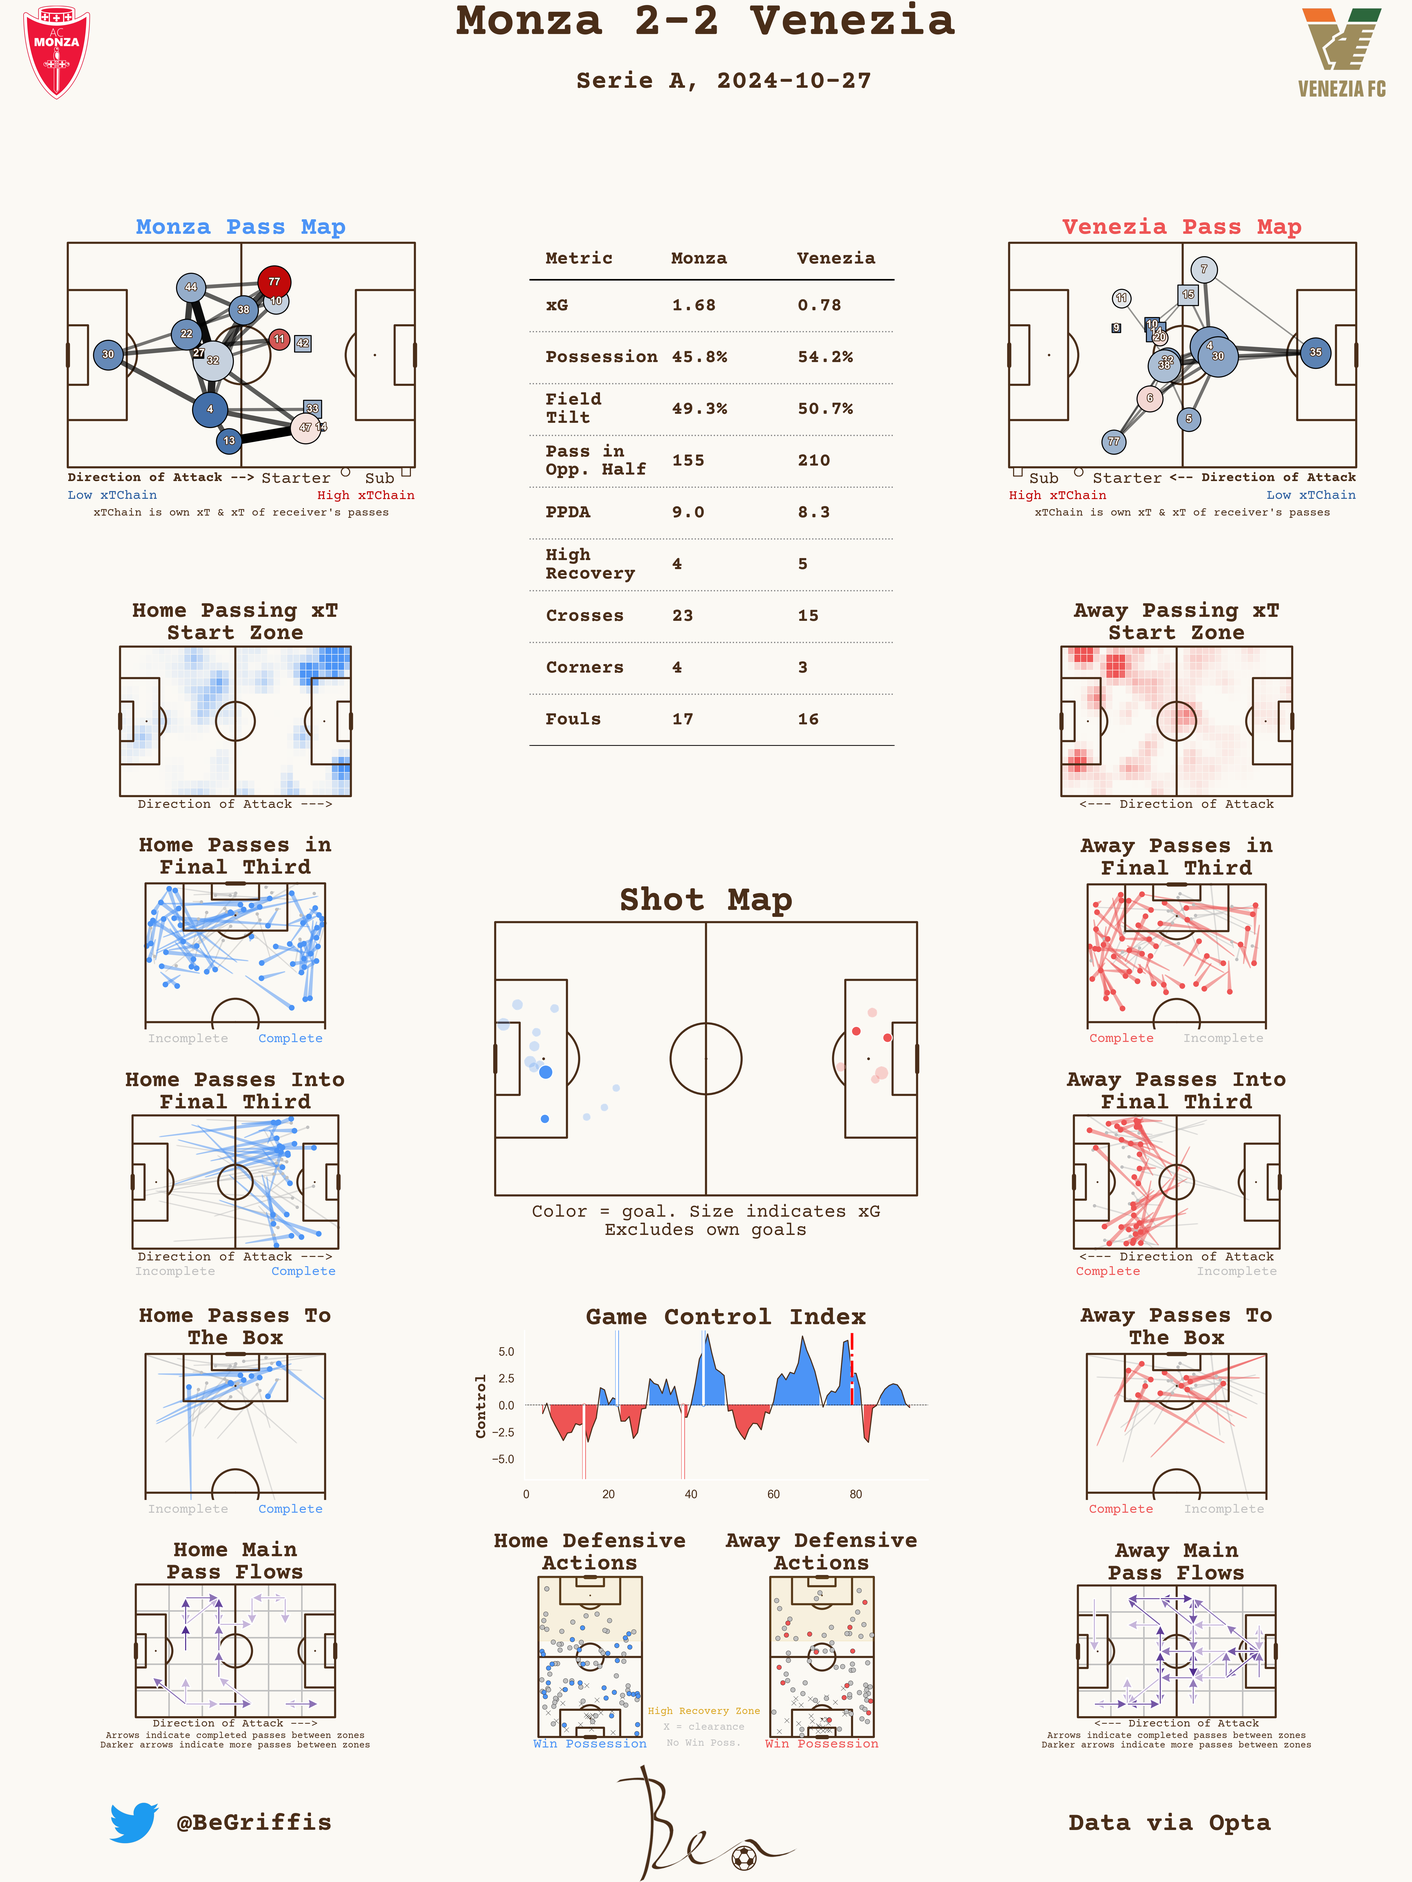 Monza 2-2 Venezia
Serie A, 2024-10-27
AC
MONZA
VENEZIA FC
Monza Pass Map
44
77
10
38
22
11
42
30
27
32
4
33
47
14
13
Direction of Attack --> Starter Sub
Low xTChain High xTChain
xTChain is own xT & xT of receiver's passes
Metric Monza Venezia
xG 1.68 0.78
Possession 45.8% 54.2%
Field
Tilt 49.3% 50.7%
Pass in
Opp. Half 155 210
PPDA 9.0 8.3
High
Recovery 4 5
Crosses 23 15
Corners 4 3
Fouls 17 16
Venezia Pass Map
7
11
15
9
10
14
20
4
30
35
38
6
5
77
Sub Starter <-- Direction of Attack
High xTChain Low xTChain
xTChain is own xT & xT of receiver's passes
Home Passing xT
Start Zone
Direction of Attack --->
Away Passing xT
Start Zone
<--- Direction of Attack
Home Passes in
Final Third
Incomplete Complete
Away Passes in
Final Third
Complete Incomplete
Shot Map
Color = goal. Size indicates xG
Excludes own goals
Home Passes Into
Final Third
Direction of Attack --->
Incomplete Complete
Away Passes Into
Final Third
<--- Direction of Attack
Complete Incomplete
Home Passes To
The Box
Incomplete Complete
Game Control Index
Control
5.0
2.5
0.0
−2.5
−5.0
0 20 40 60 80
Away Passes To
The Box
Complete Incomplete
Home Main
Pass Flows
Direction of Attack --->
Arrows indicate completed passes between zones
Darker arrows indicate more passes between zones
Home Defensive
Actions
Win Possession
High Recovery Zone
X = clearance
No Win Poss.
Away Defensive
Actions
Win Possession
Away Main
Pass Flows
<--- Direction of Attack
Arrows indicate completed passes between zones
Darker arrows indicate more passes between zones
@BeGriffis
Ben
Data via Opta